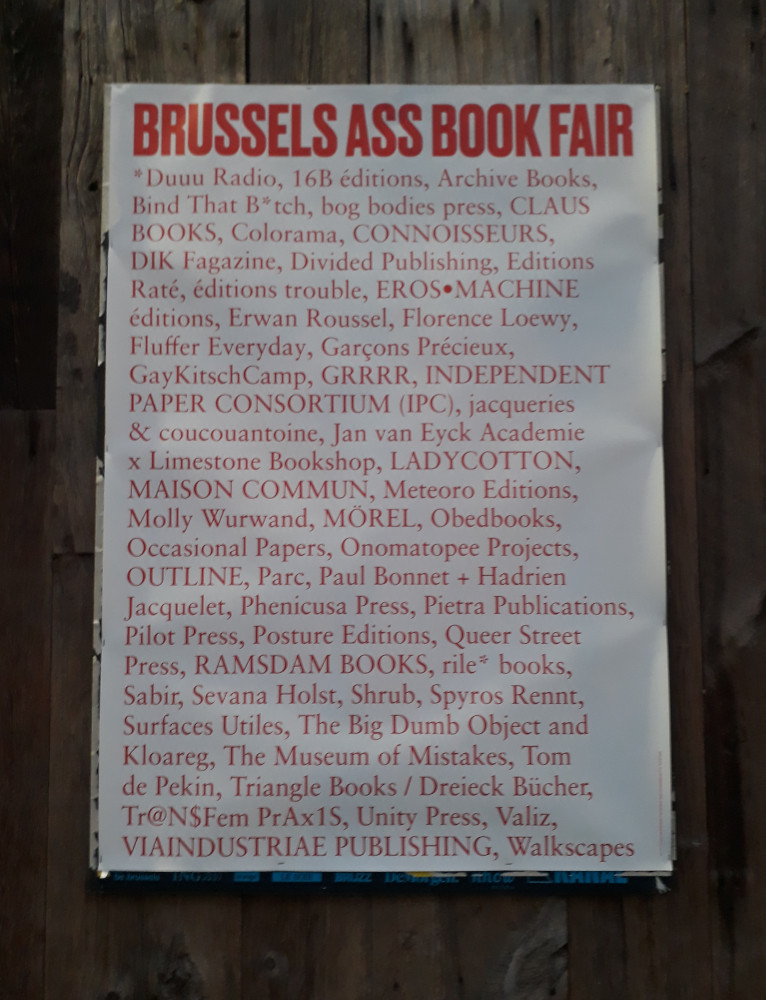 BRUSSELS ASS BOOK FAIR
*Duuu Radio, 16B éditions, Archive Books,
Bind That B*tch, bog bodies press, CLAUS
BOOKS, Colorama, CONNOISSEURS,
DIK Fagazine, Divided Publishing, Editions
Raté, éditions trouble, EROS•MACHINE
éditions, Erwan Roussel, Florence Loewy,
Fluffer Everyday, Garçons Précieux,
GayKitschCamp, GRRRR, INDEPENDENT
PAPER CONSORTIUM (IPC), jacqueries
& coucouantoine, Jan van Eyck Academie
x Limestone Bookshop, LADYCOTTON,
MAISON COMMUN, Meteoro Editions,
Molly Wurwand, MÖREL, Obedbooks,
Occasional Papers, Onomatopee Projects,
OUTLINE, Parc, Paul Bonnet + Hadrien
Jacquelet, Phenicusa Press, Pietra Publications,
Pilot Press, Posture Editions, Queer Street
Press, RAMSDAM BOOKS, rile* books,
Sabir, Sevana Holst, Shrub, Spyros Rennt,
Surfaces Utiles, The Big Dumb Object and
Kloareg, The Museum of Mistakes, Tom
de Pekin, Triangle Books / Dreieck Bücher,
Tr@N$Fem PrAx1S, Unity Press, Valiz,
VIAINDUSTRIAE PUBLISHING, Walkscapes
ING BRUZZ De Morgen KANAL